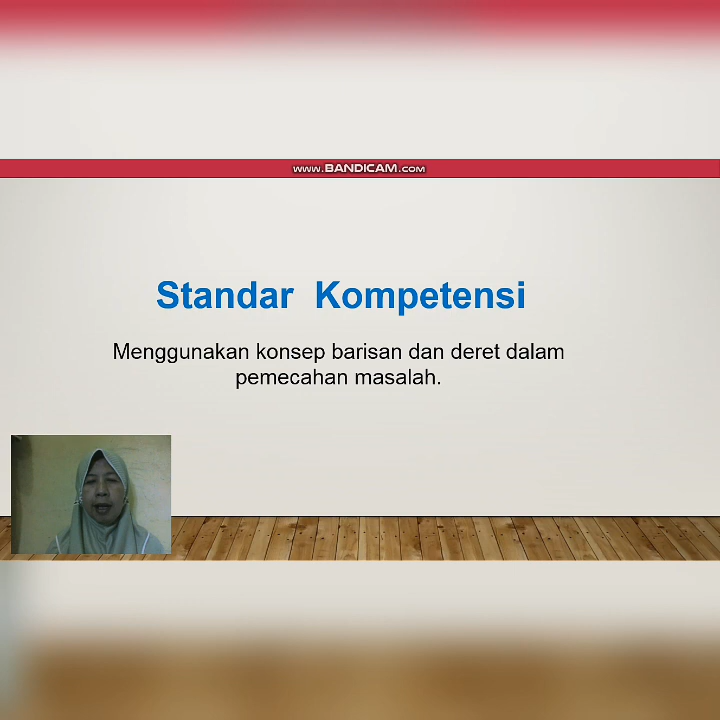 www.BANDICAM.com
Standar Kompetensi
Menggunakan konsep barisan dan deret dalam
pemecahan masalah.